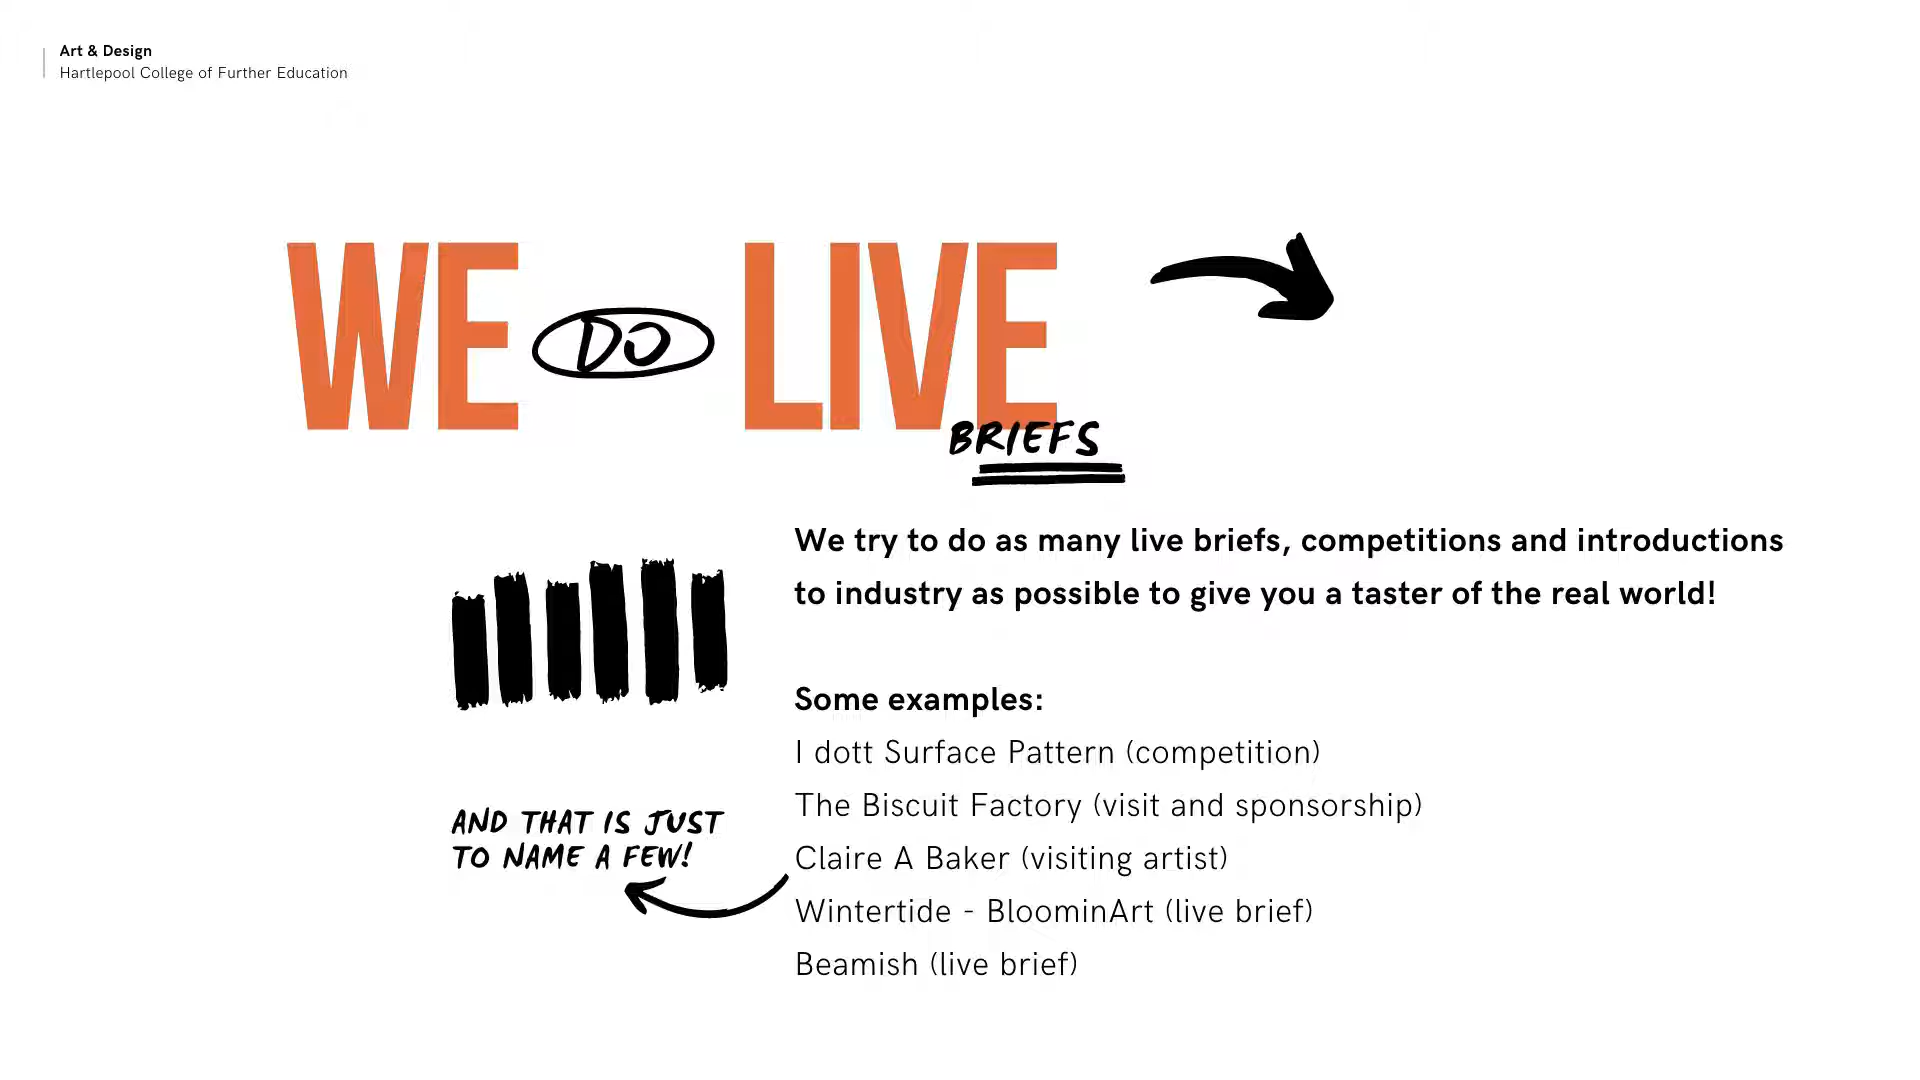 Art & Design
Hartlepool College of Further Education
WE DO LIVE
BRIEFS
We try to do as many live briefs, competitions and introductions
to industry as possible to give you a taster of the real world!
Some examples:
I dott Surface Pattern (competition)
The Biscuit Factory (visit and sponsorship)
Claire A Baker (visiting artist)
Wintertide - BloominArt (live brief)
Beamish (live brief)
AND THAT IS JUST
TO NAME A FEW!